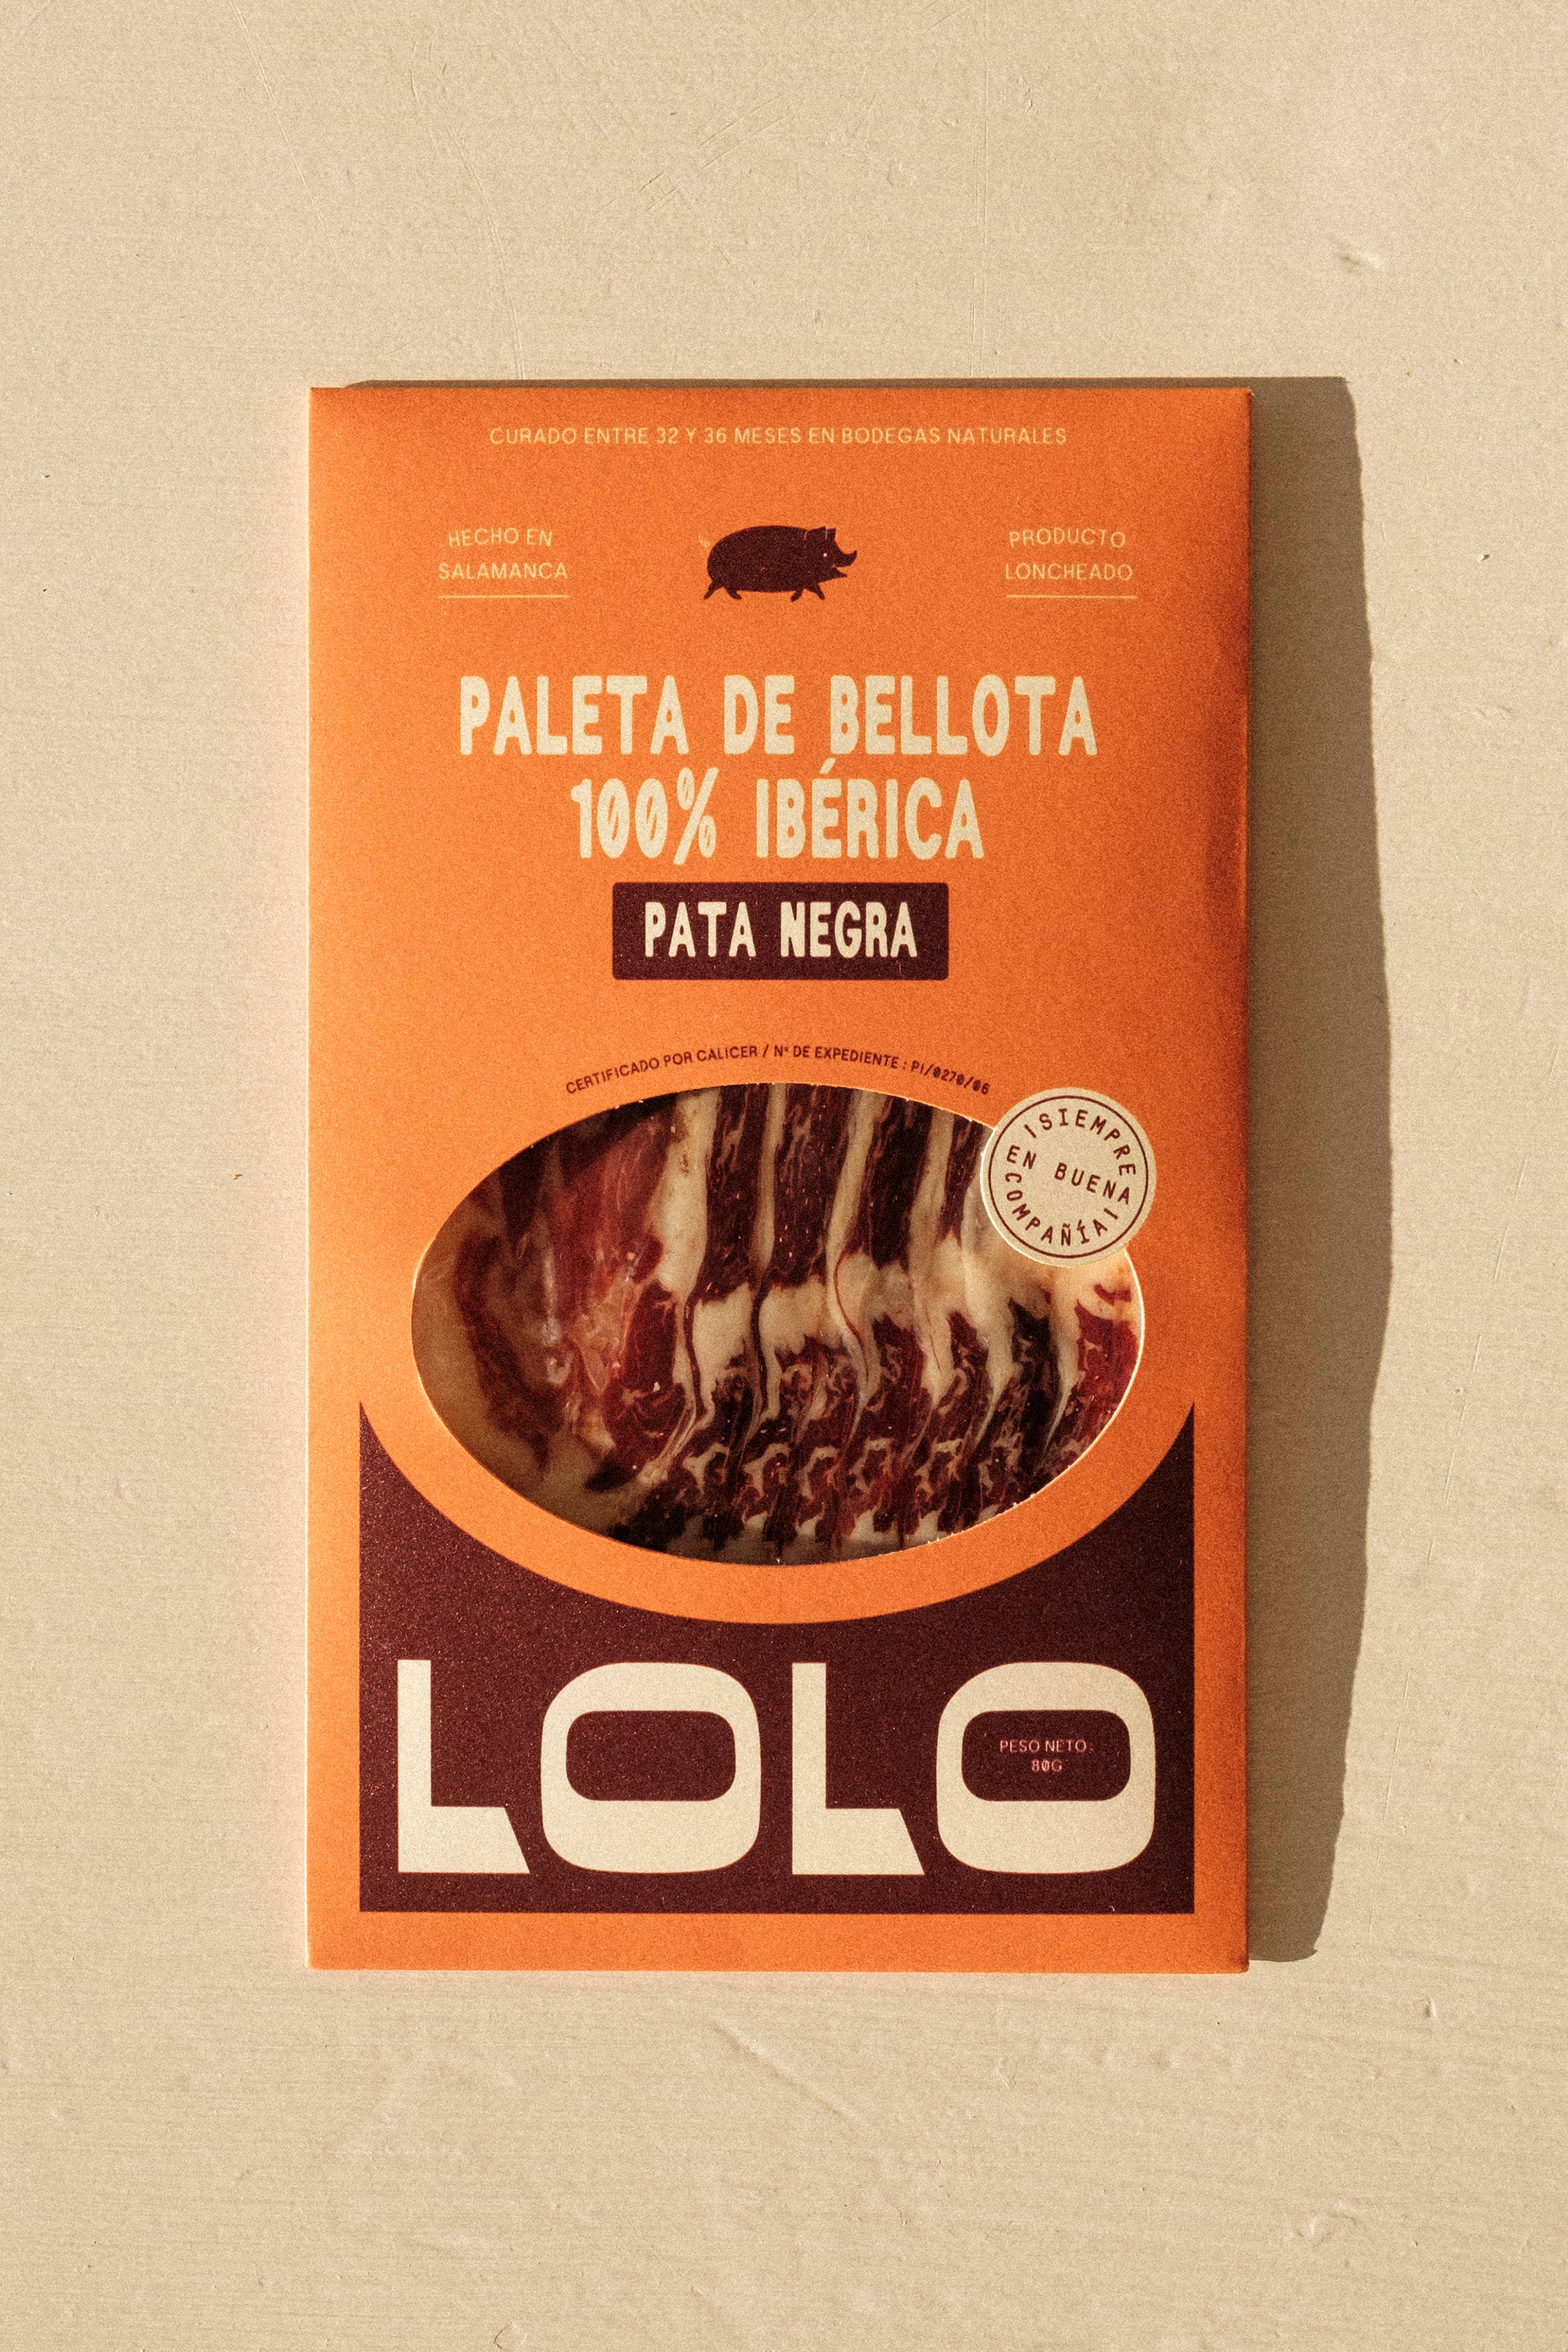 CURADO ENTRE 32 Y 36 MESES EN BODEGAS NATURALES
HECHO EN
SALAMANCA
PRODUCTO
LONCHEADO
PALETA DE BELLOTA
100% IBÉRICA
PATA NEGRA
CERTIFICADO POR CALICER / Nº DE EXPEDIENTE : PI/0270/06
¡SIEMPRE
EN BUENA
COMPAÑÍA!
LOLO
PESO NETO:
80G